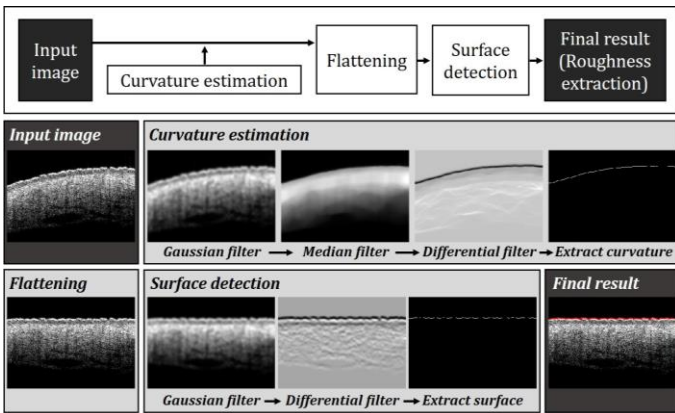 Input
image
Curvature estimation
Flattening
Surface
detection
Final result
(Roughness
extraction)
Input image
Curvature estimation
Gaussian filter → Median filter → Differential filter → Extract curvature
Flattening
Surface detection
Final result
Gaussian filter → Differential filter → Extract surface